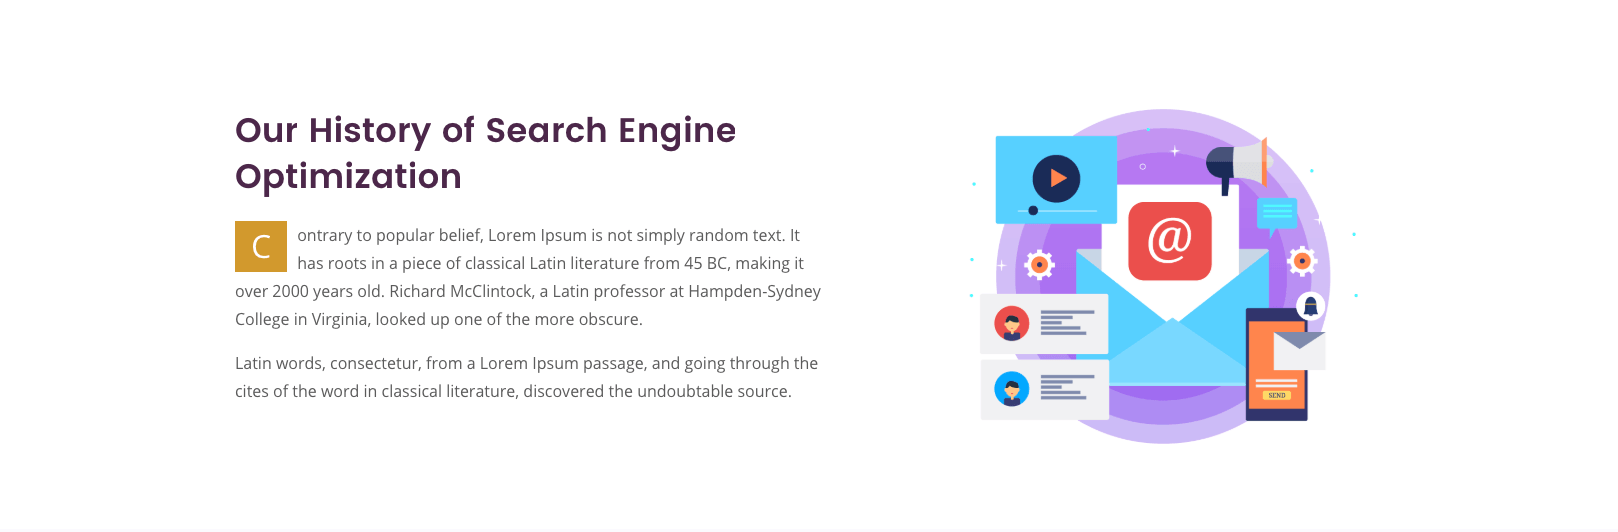 Our History of Search Engine
Optimization
Contrary to popular belief, Lorem Ipsum is not simply random text. It
has roots in a piece of classical Latin literature from 45 BC, making it
over 2000 years old. Richard McClintock, a Latin professor at Hampden-Sydney
College in Virginia, looked up one of the more obscure.
Latin words, consectetur, from a Lorem Ipsum passage, and going through the
cites of the word in classical literature, discovered the undoubtable source.
@
SEND